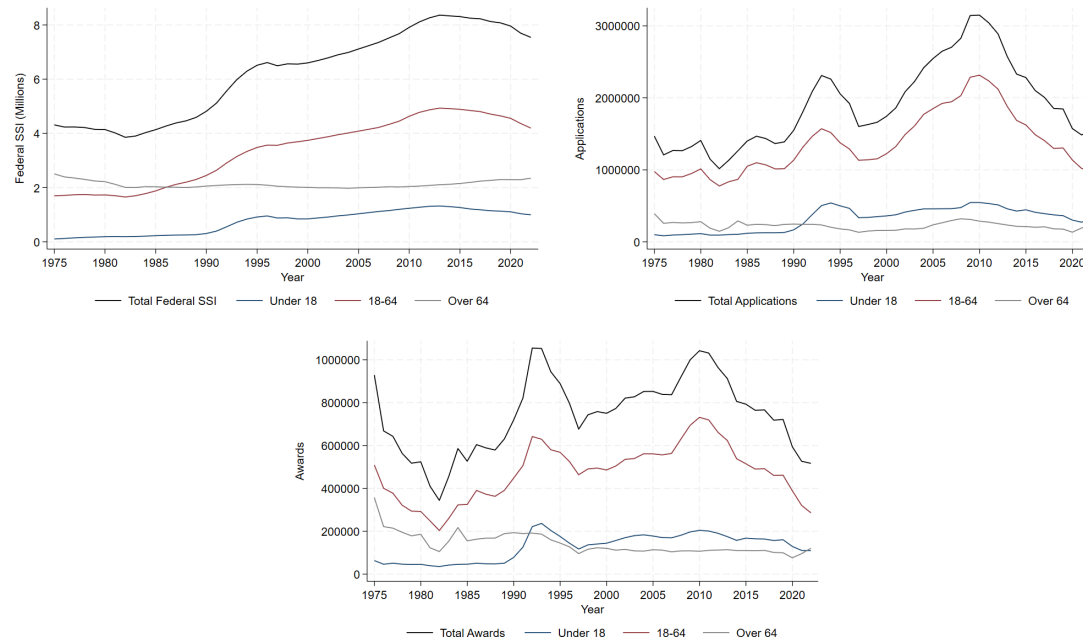 Federal SSI (Millions)
8
6
4
2
0
1975 1980 1985 1990 1995 2000 2005 2010 2015 2020
Year
Total Federal SSI Under 18 18-64 Over 64
Applications
3000000
2000000
1000000
0
1975 1980 1985 1990 1995 2000 2005 2010 2015 2020
Year
Total Applications Under 18 18-64 Over 64
Awards
1000000
800000
600000
400000
200000
0
1975 1980 1985 1990 1995 2000 2005 2010 2015 2020
Year
Total Awards Under 18 18-64 Over 64